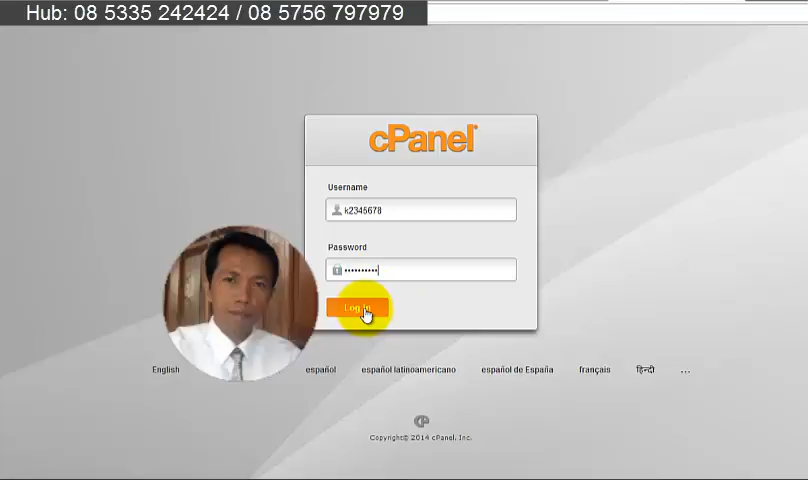 Hub: 08 5335 242424 / 08 5756 797979
cPanel
Username
k2345678
Password
••••••••••
Log in
English español español latinoamericano español de España français हिन्दी ...
cP
Copyright© 2014 cPanel, Inc.